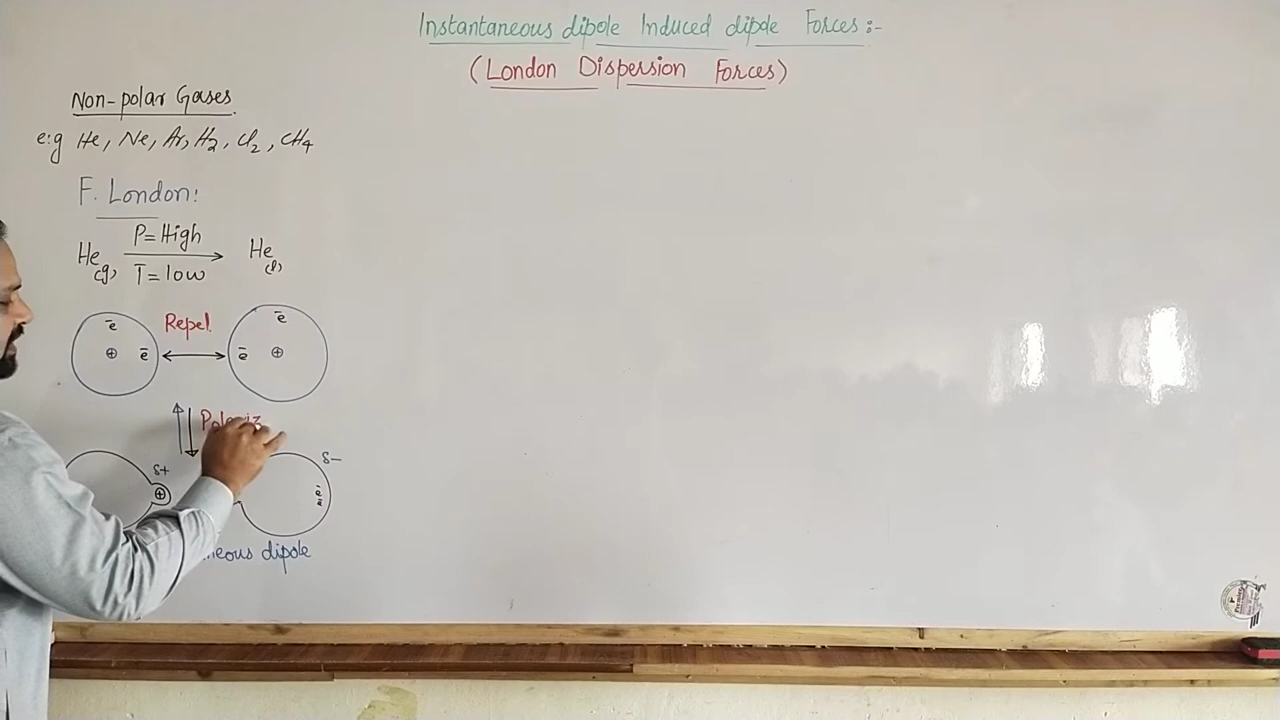 Instantaneous dipole Induced dipole Forces:-
(London Dispersion Forces)
Non-polar Gases
e.g He, Ne, Ar, H2, Cl2, CH4
F. London:
He(g) P=High T=low He(l)
ē ē
Repel
⊕ ē ē ⊕
δ+ δ-
⊕ ē ē
dipole